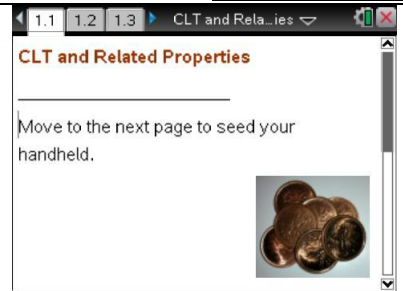 1.1 1.2 1.3 CLT and Rela…ies
CLT and Related Properties
Move to the next page to seed your
handheld.